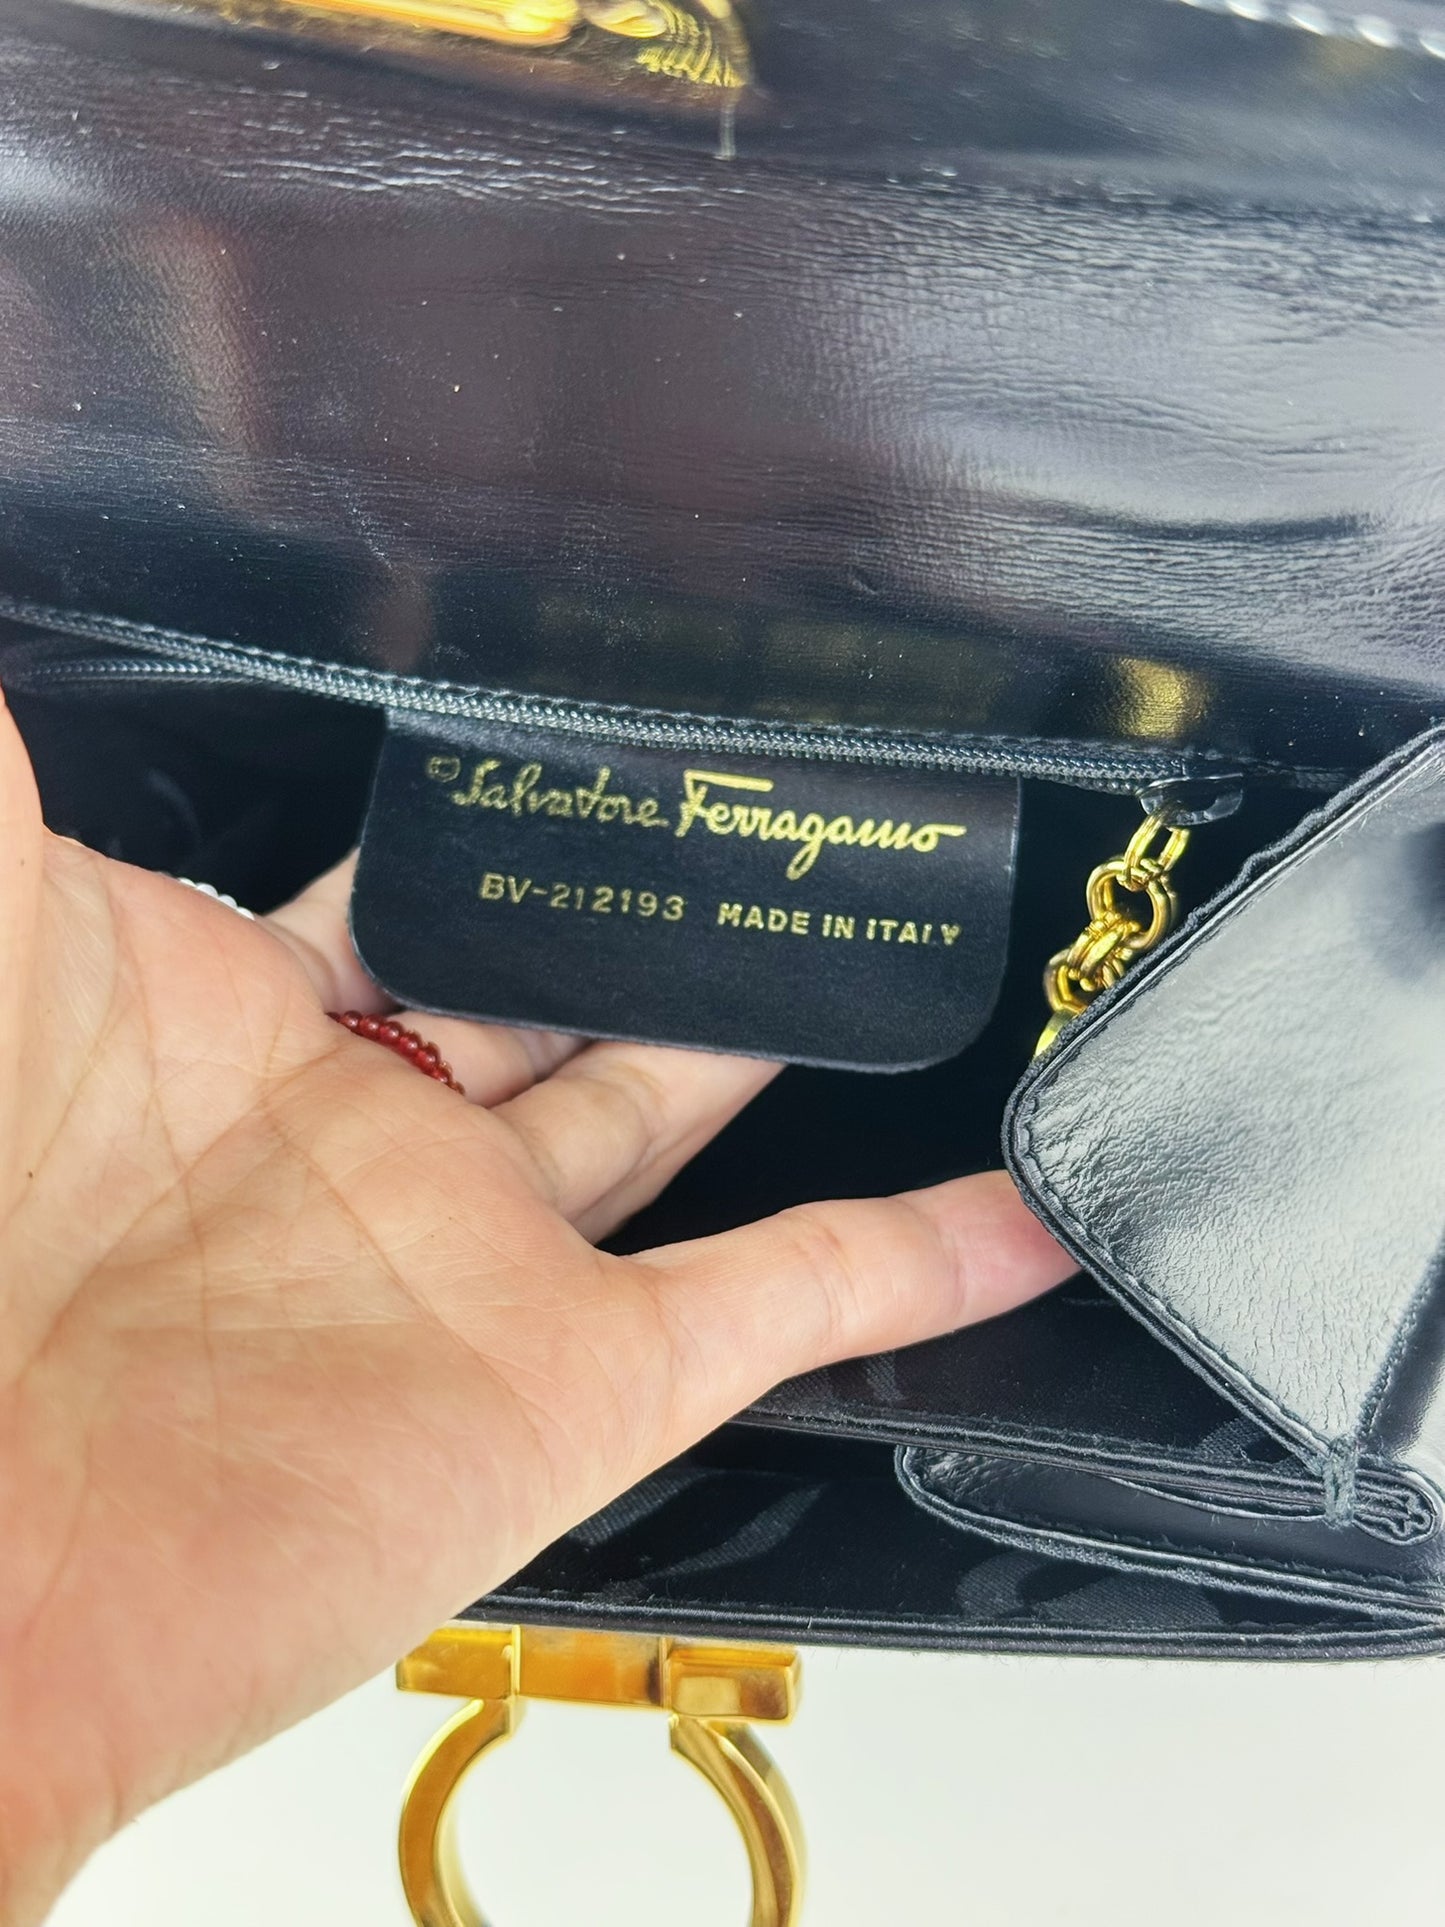 © Salvatore Ferragamo
BV-212193 MADE IN ITALY